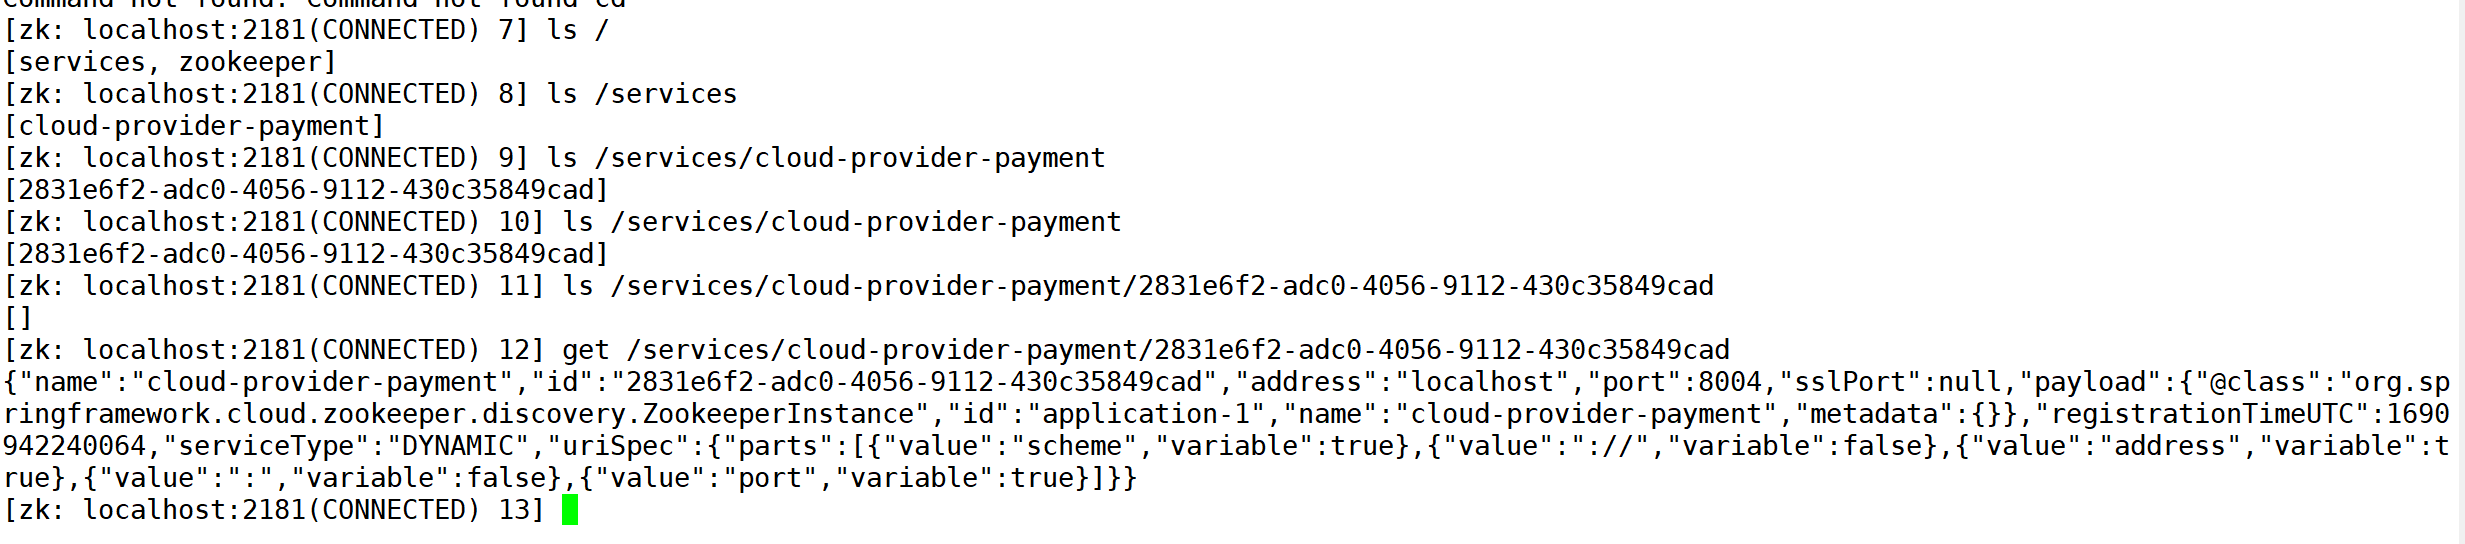 command not found: Command not found cd
[zk: localhost:2181(CONNECTED) 7] ls /
[services, zookeeper]
[zk: localhost:2181(CONNECTED) 8] ls /services
[cloud-provider-payment]
[zk: localhost:2181(CONNECTED) 9] ls /services/cloud-provider-payment
[2831e6f2-adc0-4056-9112-430c35849cad]
[zk: localhost:2181(CONNECTED) 10] ls /services/cloud-provider-payment
[2831e6f2-adc0-4056-9112-430c35849cad]
[zk: localhost:2181(CONNECTED) 11] ls /services/cloud-provider-payment/2831e6f2-adc0-4056-9112-430c35849cad
[]
[zk: localhost:2181(CONNECTED) 12] get /services/cloud-provider-payment/2831e6f2-adc0-4056-9112-430c35849cad
{"name":"cloud-provider-payment","id":"2831e6f2-adc0-4056-9112-430c35849cad","address":"localhost","port":8004,"sslPort":null,"payload":{"@class":"org.sp
ringframework.cloud.zookeeper.discovery.ZookeeperInstance","id":"application-1","name":"cloud-provider-payment","metadata":{}},"registrationTimeUTC":1690
942240064,"serviceType":"DYNAMIC","uriSpec":{"parts":[{"value":"scheme","variable":true},{"value":"://","variable":false},{"value":"address","variable":t
rue},{"value":":","variable":false},{"value":"port","variable":true}]}}
[zk: localhost:2181(CONNECTED) 13]